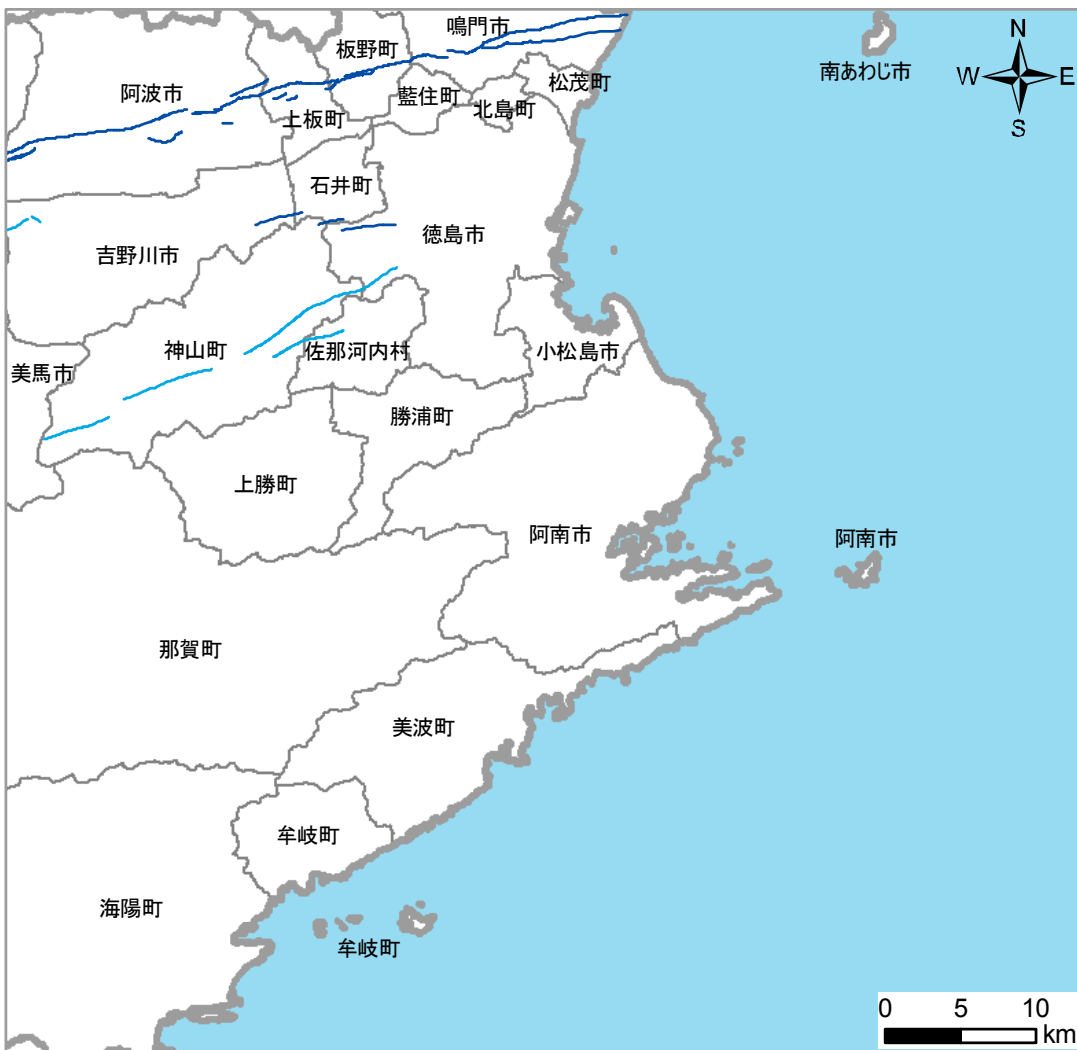 鳴門市
N
板野町
南あわじ市
W
E
松茂町
阿波市
藍住町
北島町
上板町
S
石井町
徳島市
吉野川市
神山町
佐那河内村
小松島市
美馬市
勝浦町
上勝町
阿南市
阿南市
那賀町
美波町
牟岐町
海陽町
牟岐町
0 5 10
km